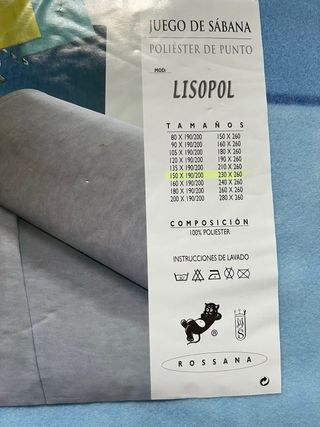 JUEGO DE SÁBANA
POLIÉSTER DE PUNTO
MOD:
LISOPOL
TAMAÑOS
80 X 190/200 150 X 260
90 X 190/200 160 X 260
105 X 190/200 180 X 260
120 X 190/200 190 X 260
135 X 190/200 210 X 260
150 X 190/200 230 X 260
160 X 190/200 240 X 260
180 X 190/200 260 X 260
200 X 190/200 280 X 260
COMPOSICIÓN
100% POLIESTER
INSTRUCCIONES DE LAVADO
®
ROSSANA